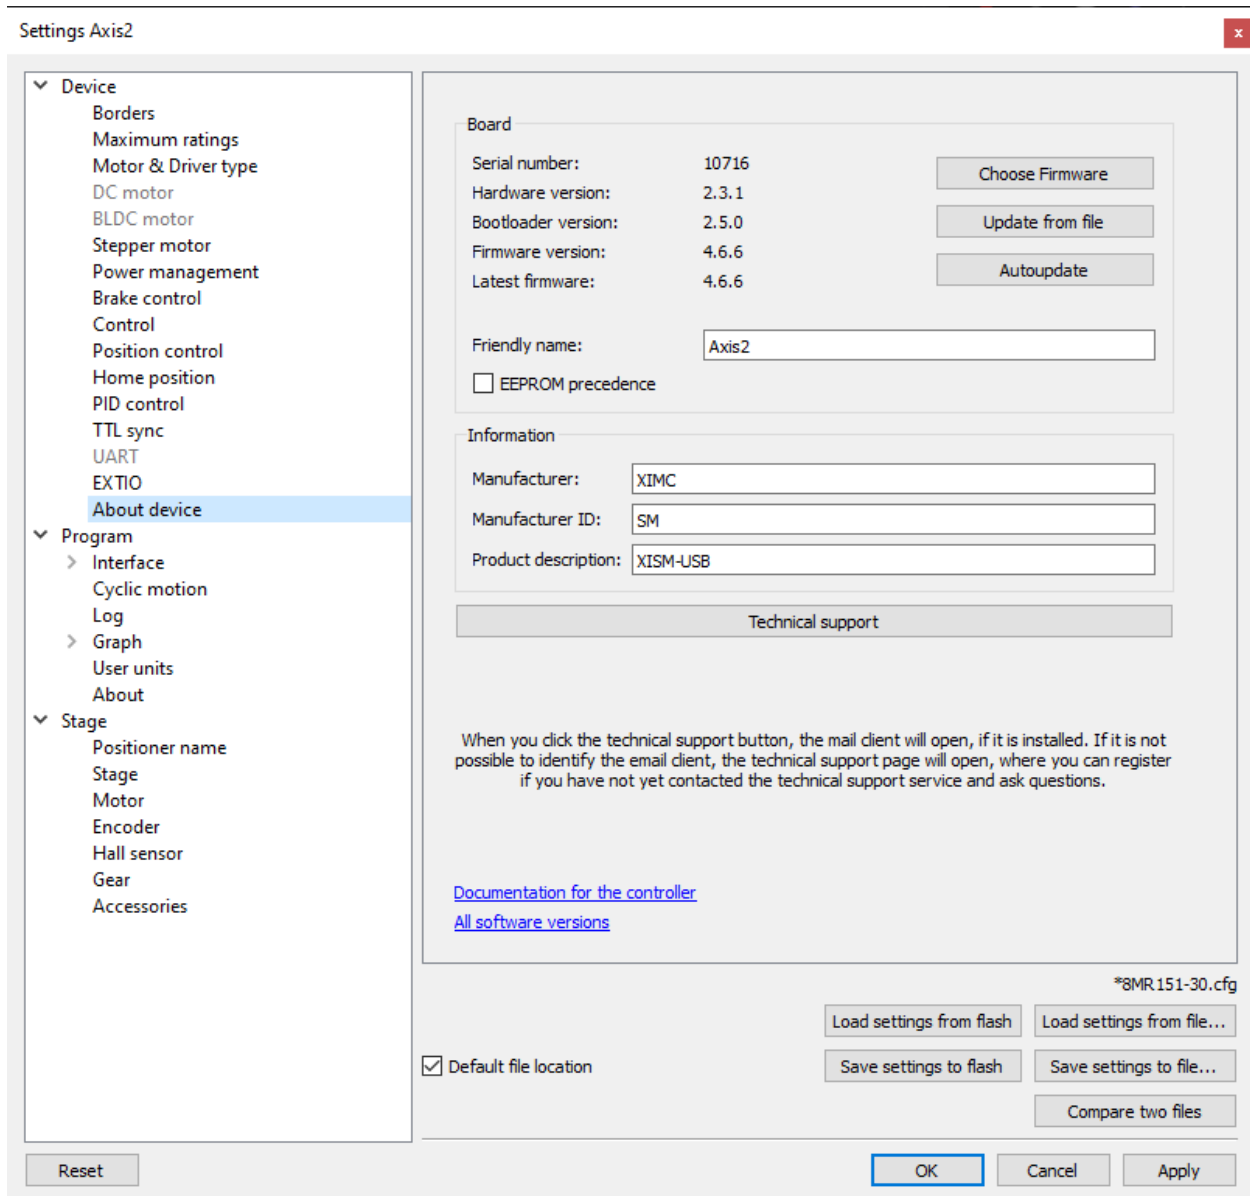 Settings Axis2
x
Device
Borders
Maximum ratings
Motor & Driver type
DC motor
BLDC motor
Stepper motor
Power management
Brake control
Control
Position control
Home position
PID control
TTL sync
UART
EXTIO
About device
Program
Interface
Cyclic motion
Log
Graph
User units
About
Stage
Positioner name
Stage
Motor
Encoder
Hall sensor
Gear
Accessories
Board
Serial number: 10716
Hardware version: 2.3.1
Bootloader version: 2.5.0
Firmware version: 4.6.6
Latest firmware: 4.6.6
Choose Firmware
Update from file
Autoupdate
Friendly name: Axis2
EEPROM precedence
Information
Manufacturer: XIMC
Manufacturer ID: SM
Product description: XISM-USB
Technical support
When you click the technical support button, the mail client will open, if it is installed. If it is not
possible to identify the email client, the technical support page will open, where you can register
if you have not yet contacted the technical support service and ask questions.
Documentation for the controller
All software versions
*8MR151-30.cfg
Load settings from flash Load settings from file...
Default file location Save settings to flash Save settings to file...
Compare two files
Reset OK Cancel Apply